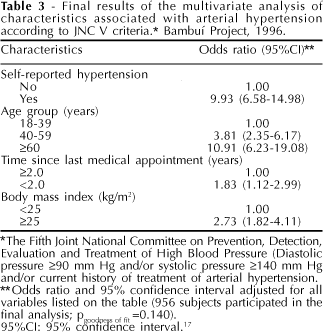 Table 3 - Final results of the multivariate analysis of
characteristics associated with arterial hypertension
according to JNC V criteria.* Bambuí Project, 1996.
Characteristics Odds ratio (95%CI)**
Self-reported hypertension
No 1.00
Yes 9.93 (6.58-14.98)
Age group (years)
18-39 1.00
40-59 3.81 (2.35-6.17)
≥60 10.91 (6.23-19.08)
Time since last medical appointment (years)
≥2.0 1.00
<2.0 1.83 (1.12-2.99)
Body mass index (kg/m²)
<25 1.00
≥25 2.73 (1.82-4.11)
*The Fifth Joint National Committee on Prevention, Detection,
Evaluation and Treatment of High Blood Pressure (Diastolic
pressure ≥90 mm Hg and/or systolic pressure ≥140 mm Hg
and/or current history of treatment of arterial hypertension.
**Odds ratio and 95% confidence interval adjusted for all
variables listed on the table (956 subjects participated in the
final analysis; pgoodness of fit =0.140).
95%CI: 95% confidence interval.17